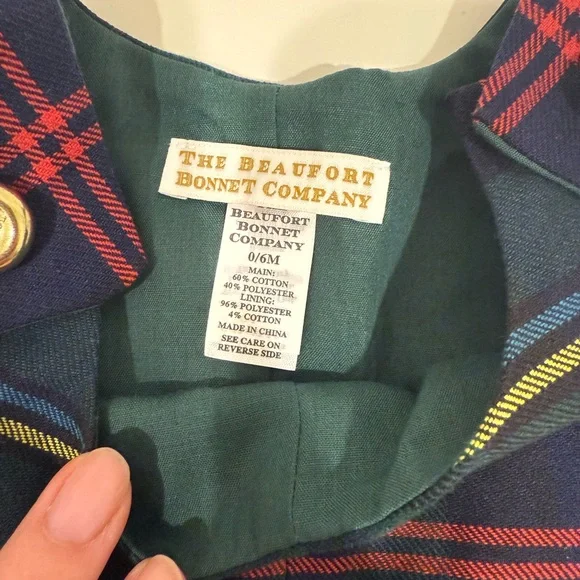 THE BEAUFORT
BONNET COMPANY
BEAUFORT
BONNET
COMPANY
0/6M
MAIN:
60% COTTON
40% POLYESTER
LINING:
96% POLYESTER
4% COTTON
MADE IN CHINA
SEE CARE ON
REVERSE SIDE